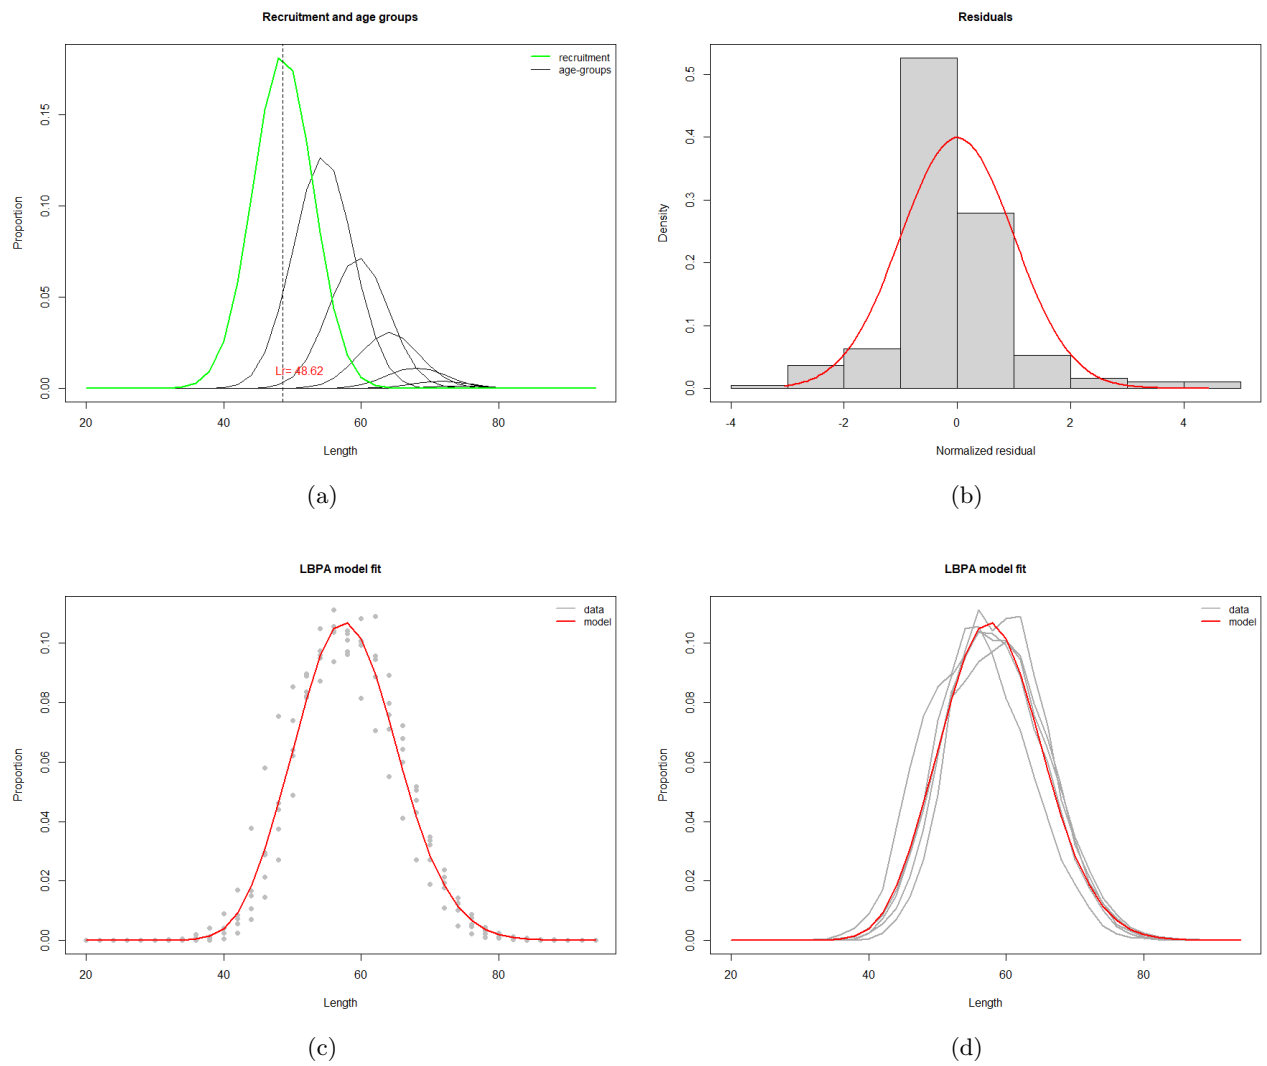 Recruitment and age groups
recruitment
age-groups
Proportion
0.15
0.10
0.05
0.00
Lr= 48.62
20 40 60 80
Length
(a)
Residuals
Density
0.5
0.4
0.3
0.2
0.1
0.0
-4 -2 0 2 4
Normalized residual
(b)
LBPA model fit
data
model
Proportion
0.10
0.08
0.06
0.04
0.02
0.00
20 40 60 80
Length
(c)
LBPA model fit
data
model
Proportion
0.10
0.08
0.06
0.04
0.02
0.00
20 40 60 80
Length
(d)